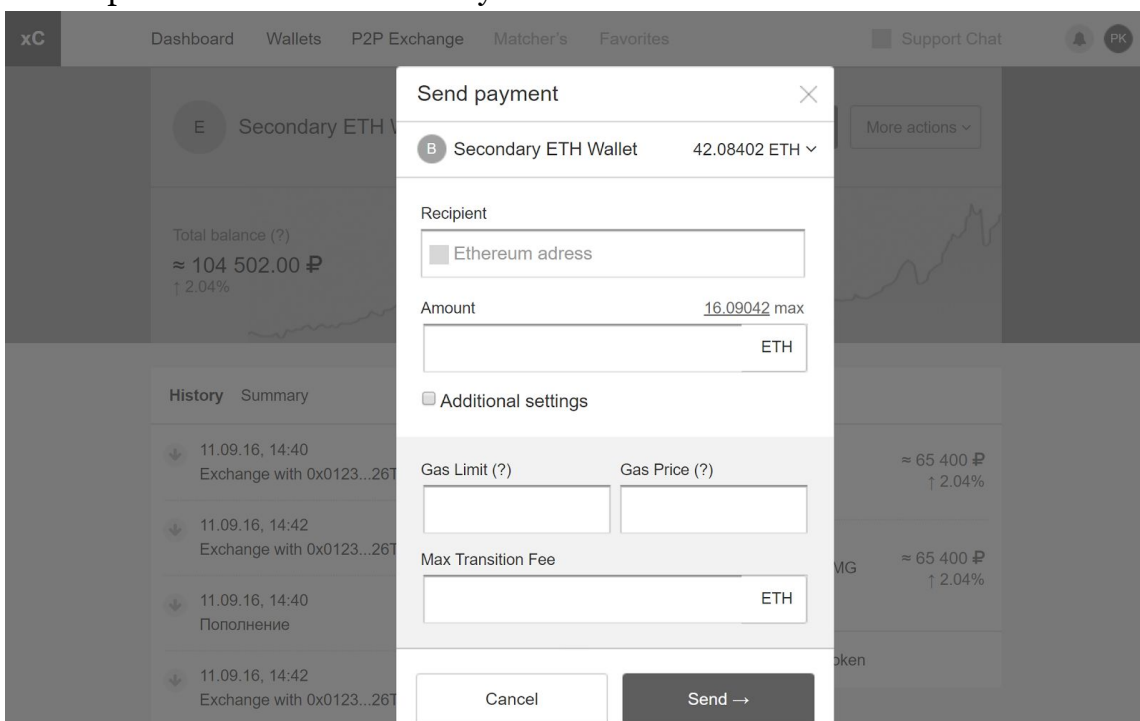 xC
Dashboard Wallets P2P Exchange Matcher's Favorites Support Chat PK
Send payment
E Secondary ETH
More actions
B Secondary ETH Wallet 42.08402 ETH
Recipient
Ethereum adress
Total balance (?)
≈ 104 502.00 ₽
↑ 2.04%
Amount 16.09042 max
ETH
Additional settings
History Summary
11.09.16, 14:40
Exchange with 0x0123...26T
≈ 65 400 ₽
↑ 2.04%
Gas Limit (?) Gas Price (?)
11.09.16, 14:42
Exchange with 0x0123...26T
Max Transition Fee
ETH
MG ≈ 65 400 ₽
↑ 2.04%
11.09.16, 14:40
Пополнение
11.09.16, 14:42
Exchange with 0x0123...26T
Cancel Send →